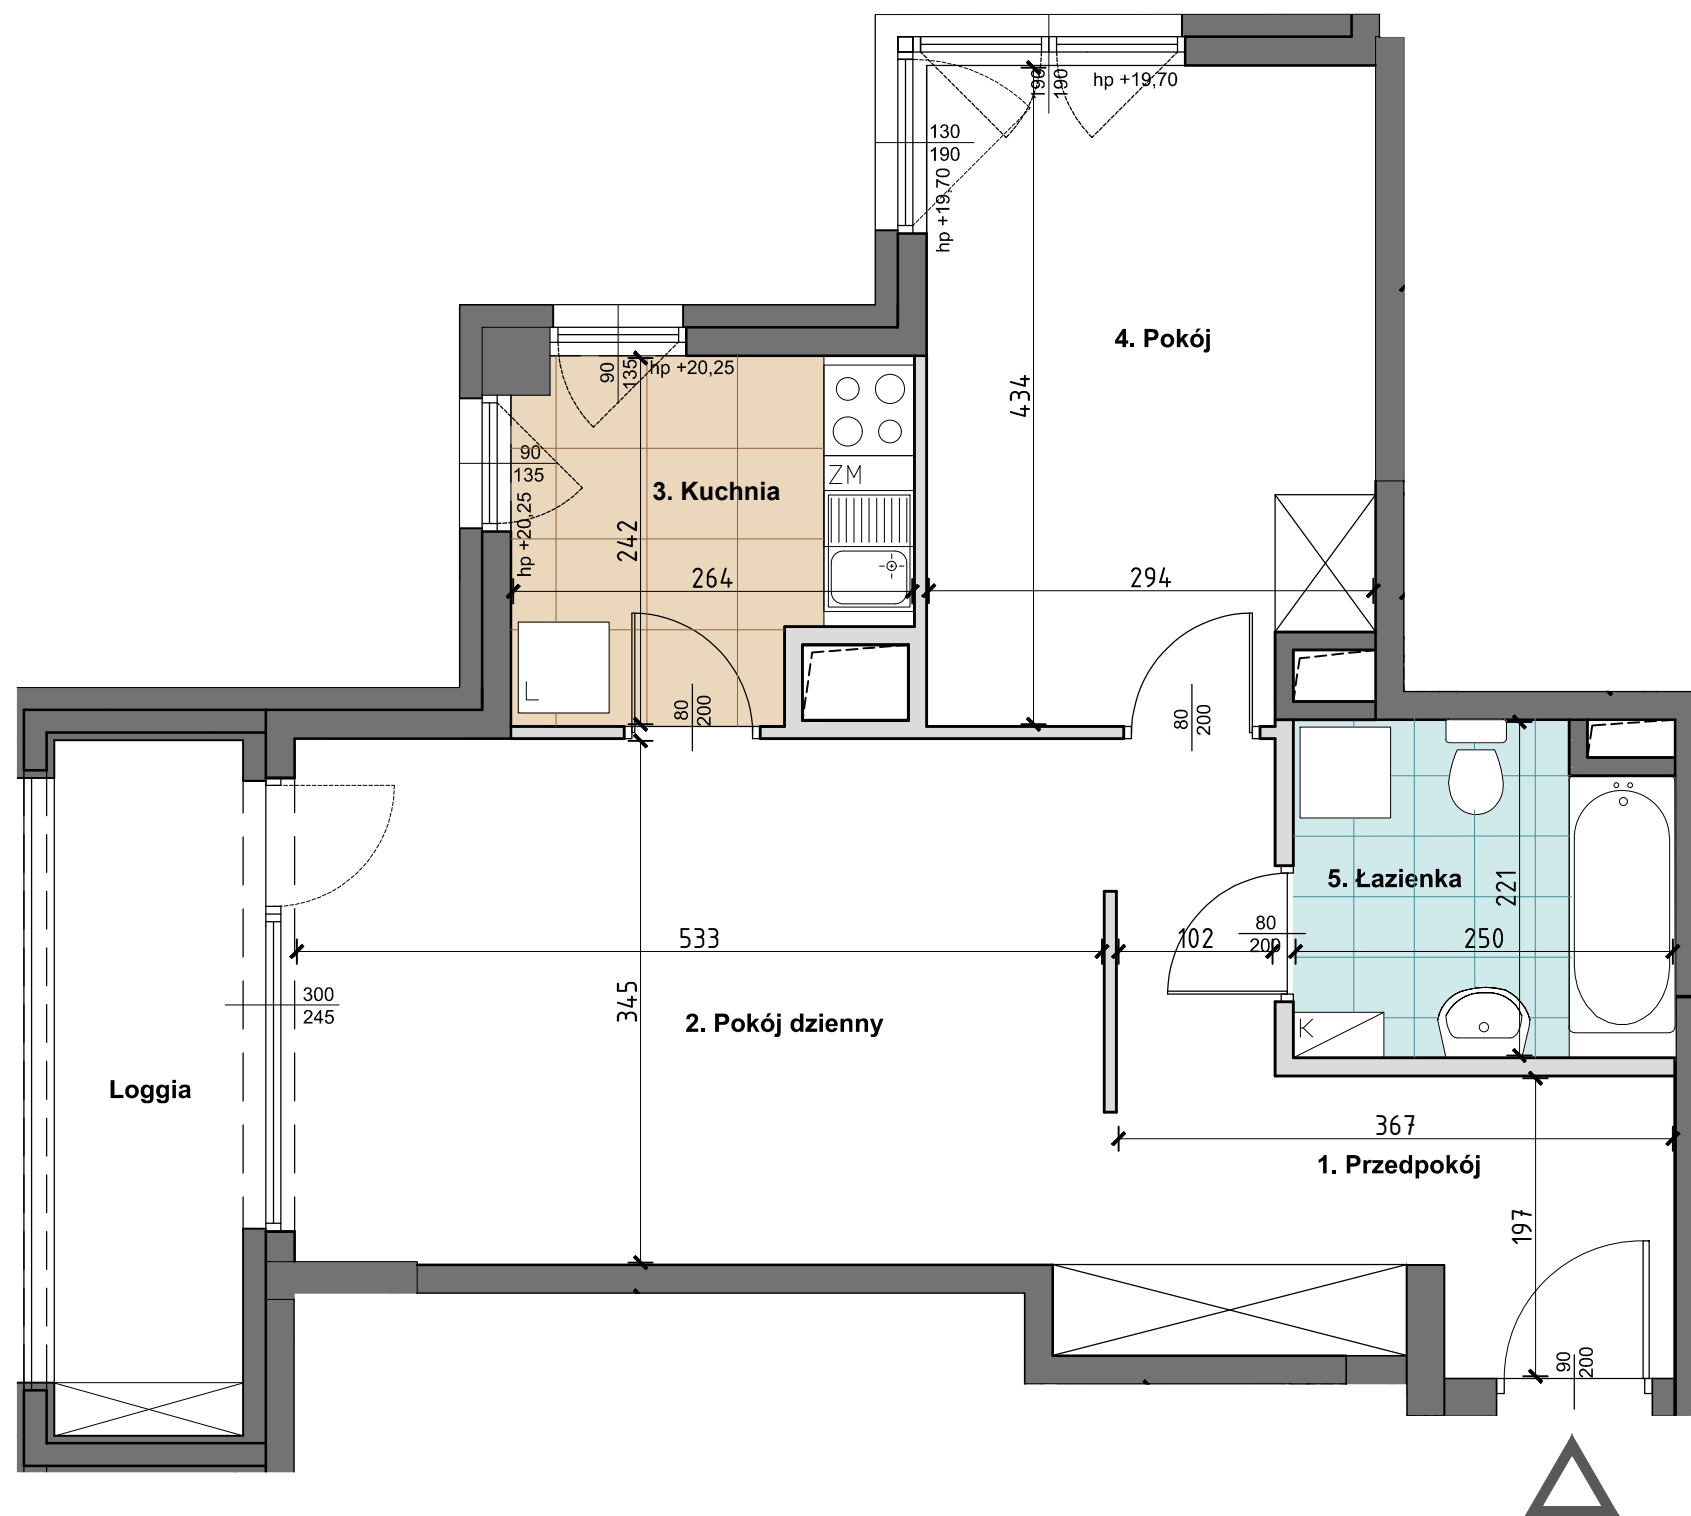 190
190
hp +19,70
130
190
hp +19,70
4. Pokój
434
90
135
hp +20,25
90
135
hp +20,25
ZM
3. Kuchnia
242
264
294
L
80
200
80
200
5. Łazienka
221
533
102
80
200
250
300
245
345
2. Pokój dzienny
K
Loggia
367
1. Przedpokój
197
90
200